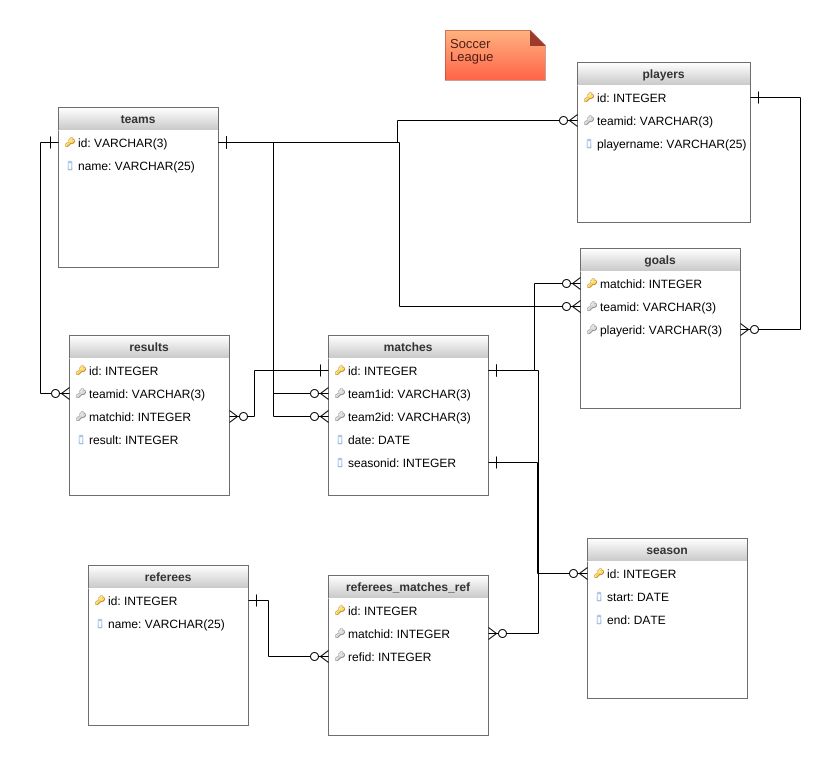 Soccer
League
players
id: INTEGER
teamid: VARCHAR(3)
playername: VARCHAR(25)
teams
id: VARCHAR(3)
name: VARCHAR(25)
goals
matchid: INTEGER
teamid: VARCHAR(3)
playerid: VARCHAR(3)
results
id: INTEGER
teamid: VARCHAR(3)
matchid: INTEGER
result: INTEGER
matches
id: INTEGER
team1id: VARCHAR(3)
team2id: VARCHAR(3)
date: DATE
seasonid: INTEGER
season
id: INTEGER
start: DATE
end: DATE
referees
id: INTEGER
name: VARCHAR(25)
referees_matches_ref
id: INTEGER
matchid: INTEGER
refid: INTEGER